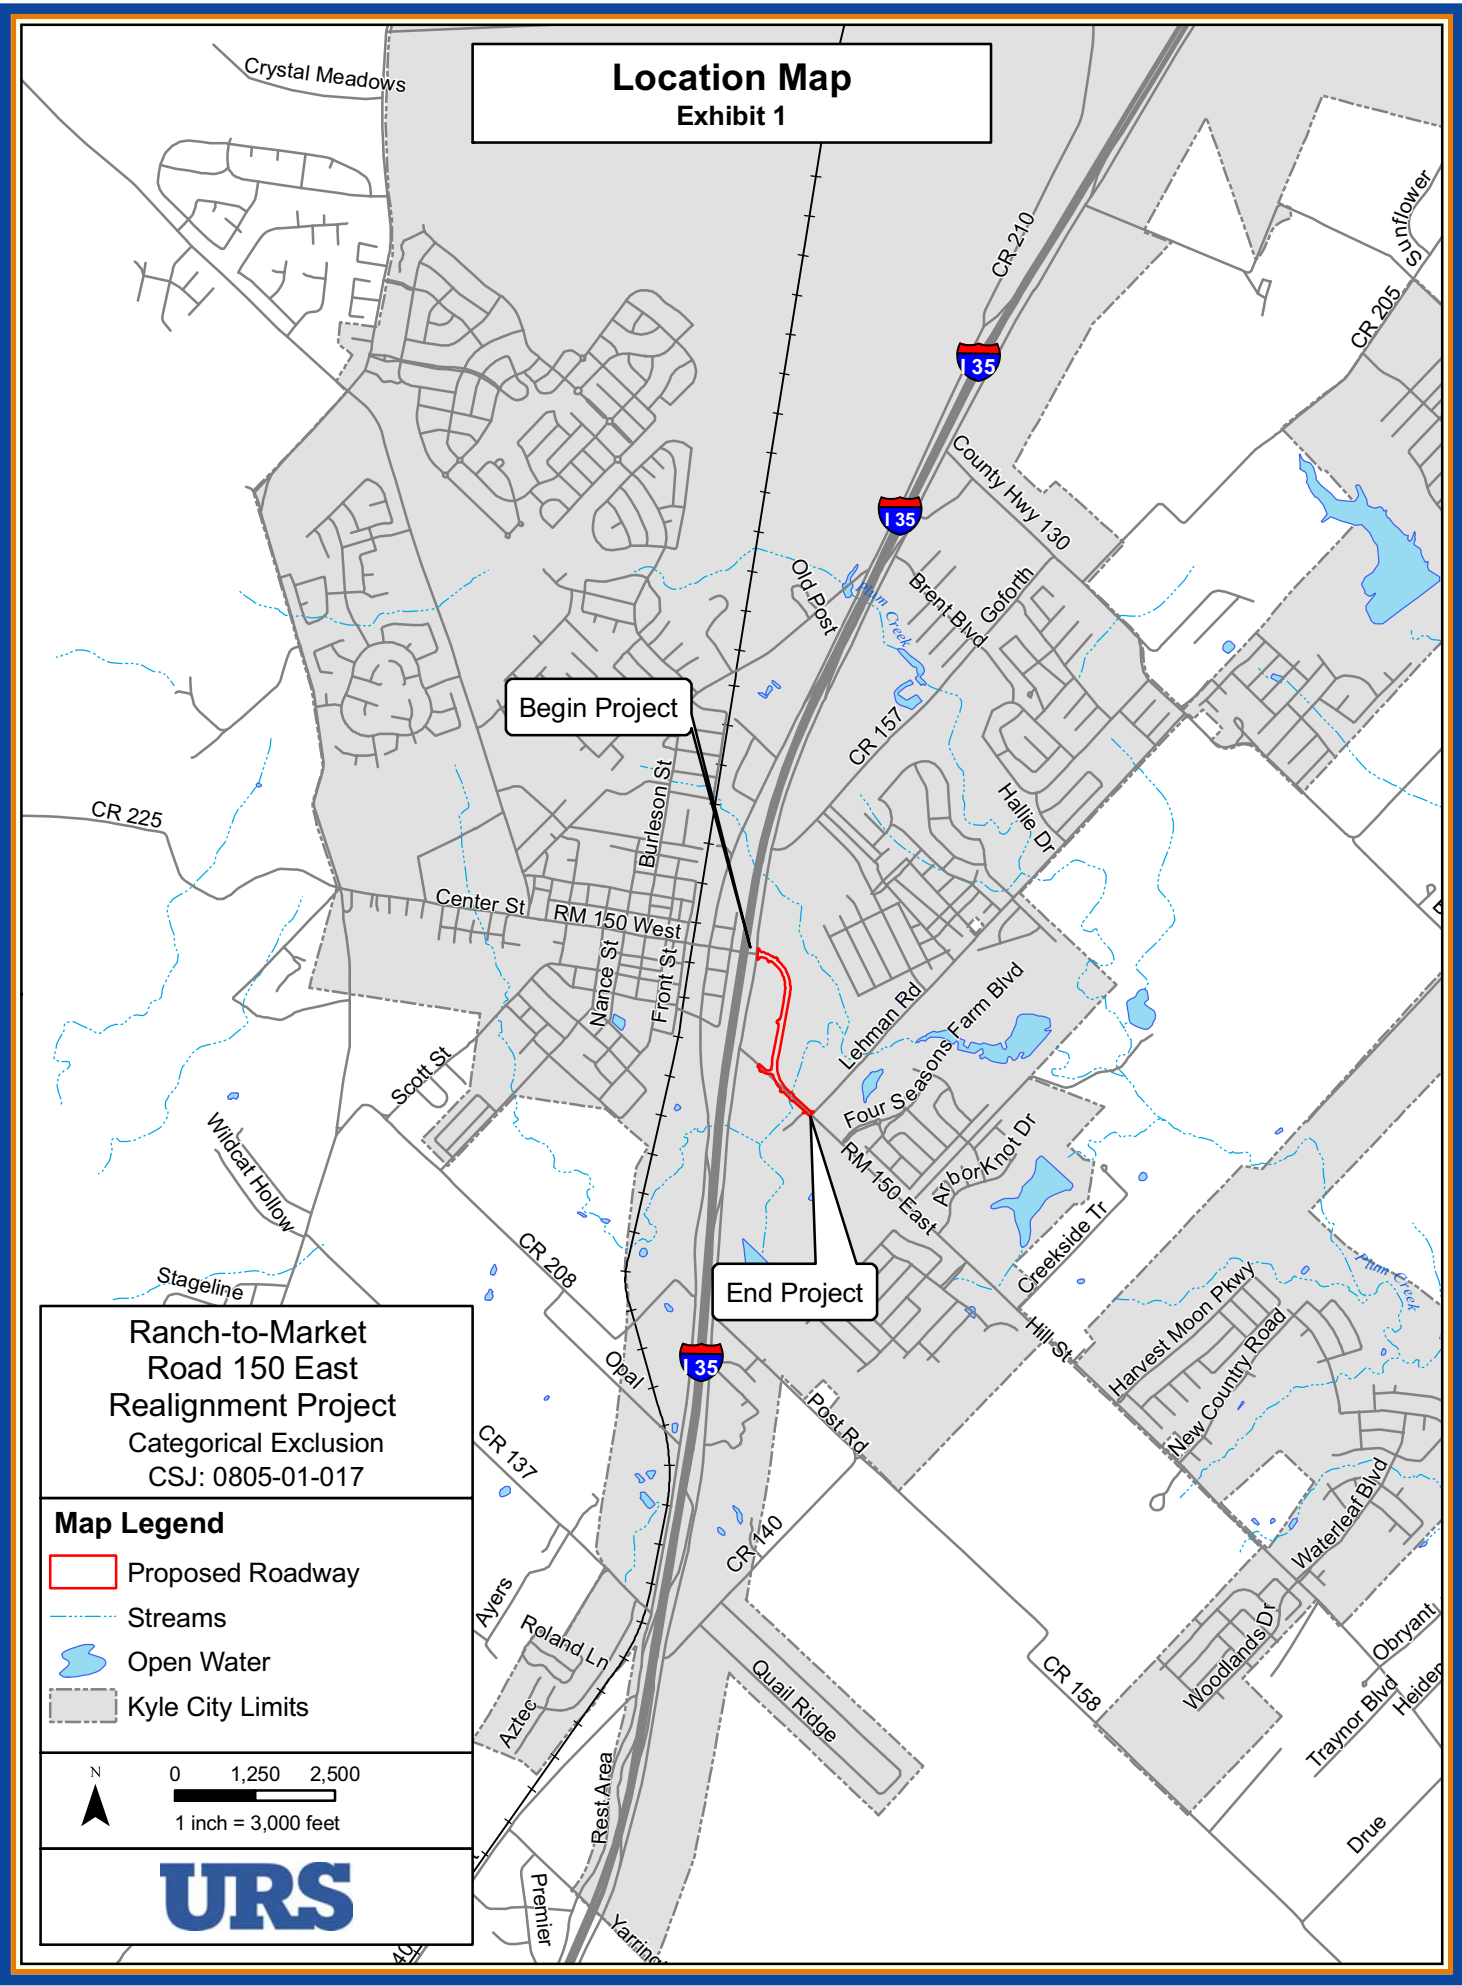 Location Map
Exhibit 1
Crystal Meadows
Sunflower
CR 210
CR 205
I 35
County Hwy 130
I 35
Old Post
Plum Creek
Brent Blvd
Goforth
Begin Project
CR 157
Burleson St
Hallie Dr
CR 225
Center St
RM 150 West
Nance St
Front St
Lehman Rd
Four Seasons Farm Blvd
Scott St
Wildcat Hollow
Arbor Knot Dr
RM 150 East
Creekside Tr
CR 208
Stageline
End Project
Plum Creek
Harvest Moon Pkwy
New Country Road
Hill St
I 35
Opal
Post Rd
CR 137
Waterleaf Blvd
CR 140
Ayers
Roland Ln
Aztec
Quail Ridge
CR 158
Woodlands Dr
Obryant
Traynor Blvd
Heiden
Rest Area
Drue
Premier
Yarring
40
Ranch-to-Market
Road 150 East
Realignment Project
Categorical Exclusion
CSJ: 0805-01-017
Map Legend
Proposed Roadway
Streams
Open Water
Kyle City Limits
N
0 1,250 2,500
1 inch = 3,000 feet
URS